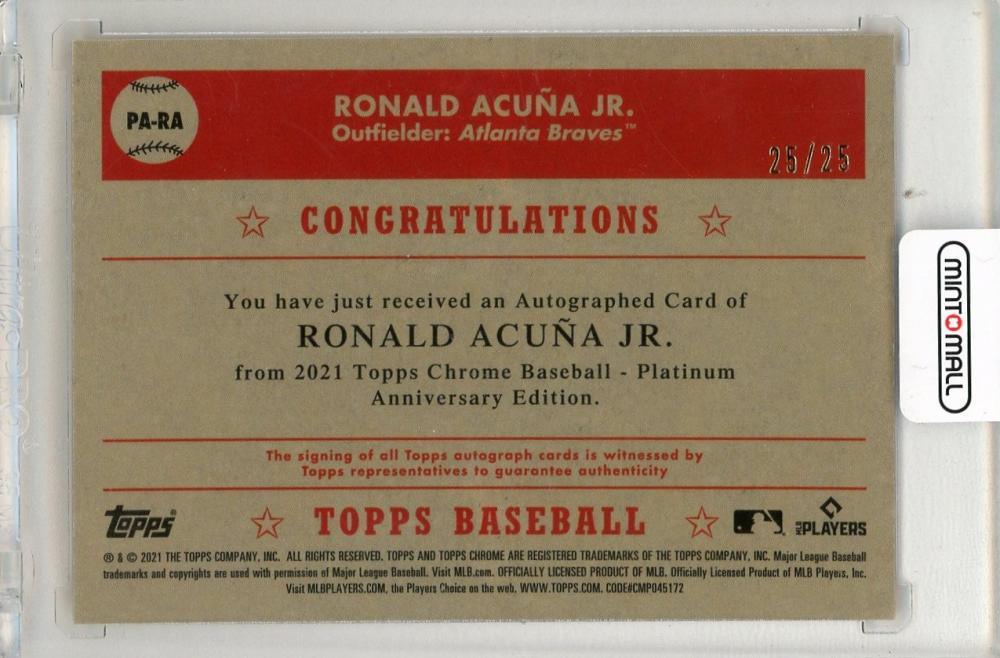 PA-RA
RONALD ACUÑA JR.
Outfielder: Atlanta Braves™
25/25
CONGRATULATIONS
You have just received an Autographed Card of
RONALD ACUÑA JR.
from 2021 Topps Chrome Baseball - Platinum
Anniversary Edition.
The signing of all Topps autograph cards is witnessed by
Topps representatives to guarantee authenticity
Topps
TOPPS BASEBALL
MLB PLAYERS
® & © 2021 THE TOPPS COMPANY, INC. ALL RIGHTS RESERVED. TOPPS AND TOPPS CHROME ARE REGISTERED TRADEMARKS OF THE TOPPS COMPANY, INC. Major League Baseball
trademarks and copyrights are used with permission of Major League Baseball. Visit MLB.com. OFFICIALLY LICENSED PRODUCT OF MLB. Officially Licensed Product of MLB Players, Inc.
Visit MLBPLAYERS.COM, the Players Choice on the web. WWW.TOPPS.COM. CODE#CMP045172
MINT MALL